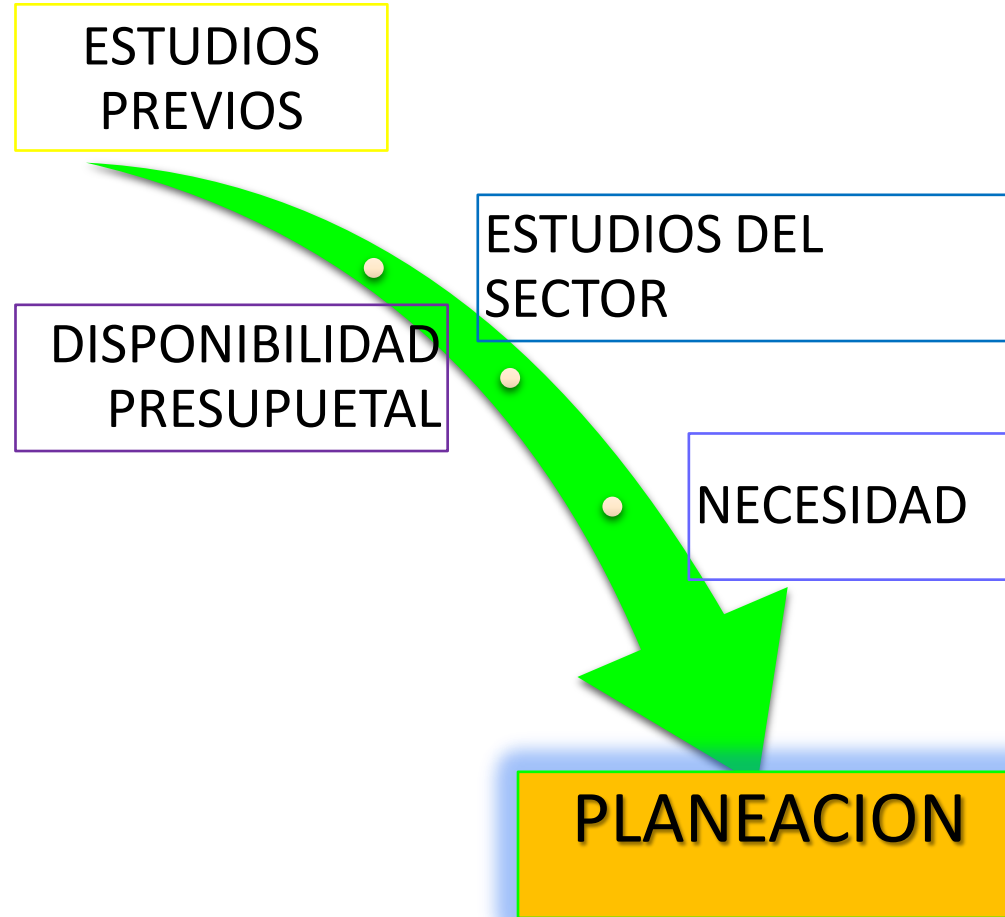 ESTUDIOS
PREVIOS
ESTUDIOS DEL
SECTOR
DISPONIBILIDAD
PRESUPUETAL
NECESIDAD
PLANEACION